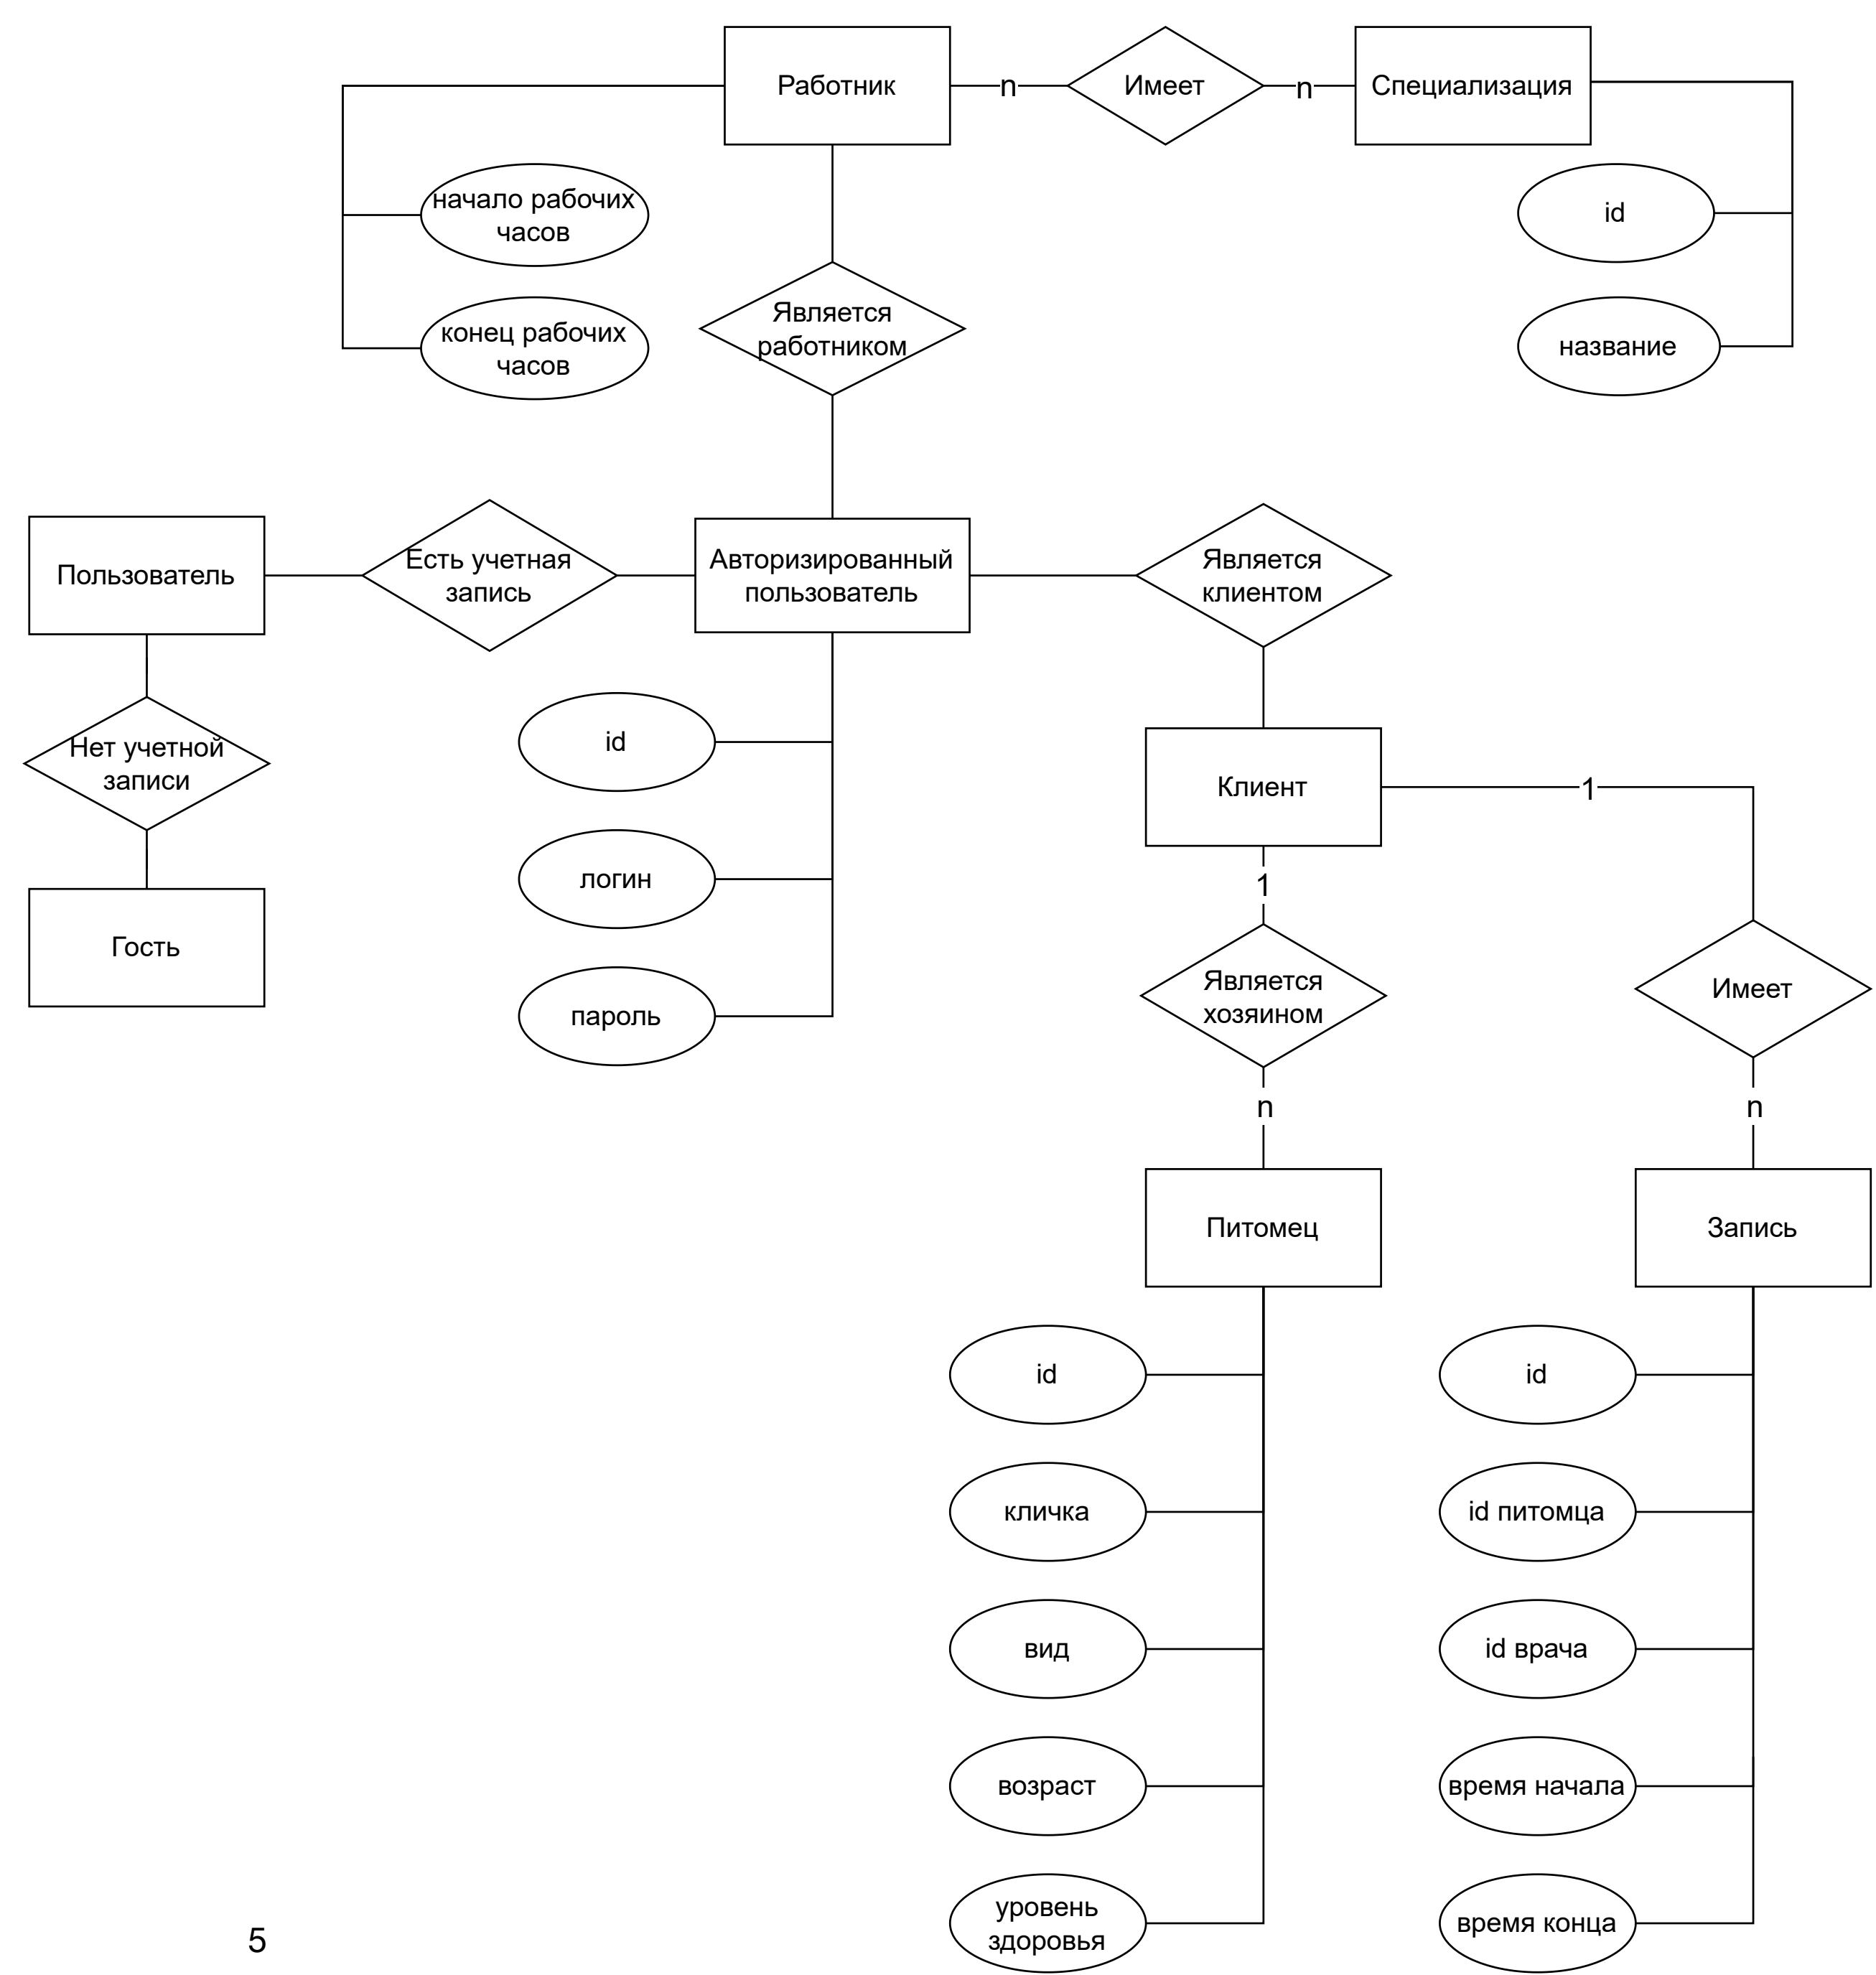 Работник
n
Имеет
n
Специализация
начало рабочих
часов
id
конец рабочих
часов
Является
работником
название
Пользователь
Есть учетная
запись
Авторизированный
пользователь
Является
клиентом
id
Нет учетной
записи
Клиент
1
логин
1
Гость
Является
хозяином
Имеет
пароль
n
n
Питомец
Запись
id
id
кличка
id питомца
вид
id врача
возраст
время начала
уровень
здоровья
время конца
5